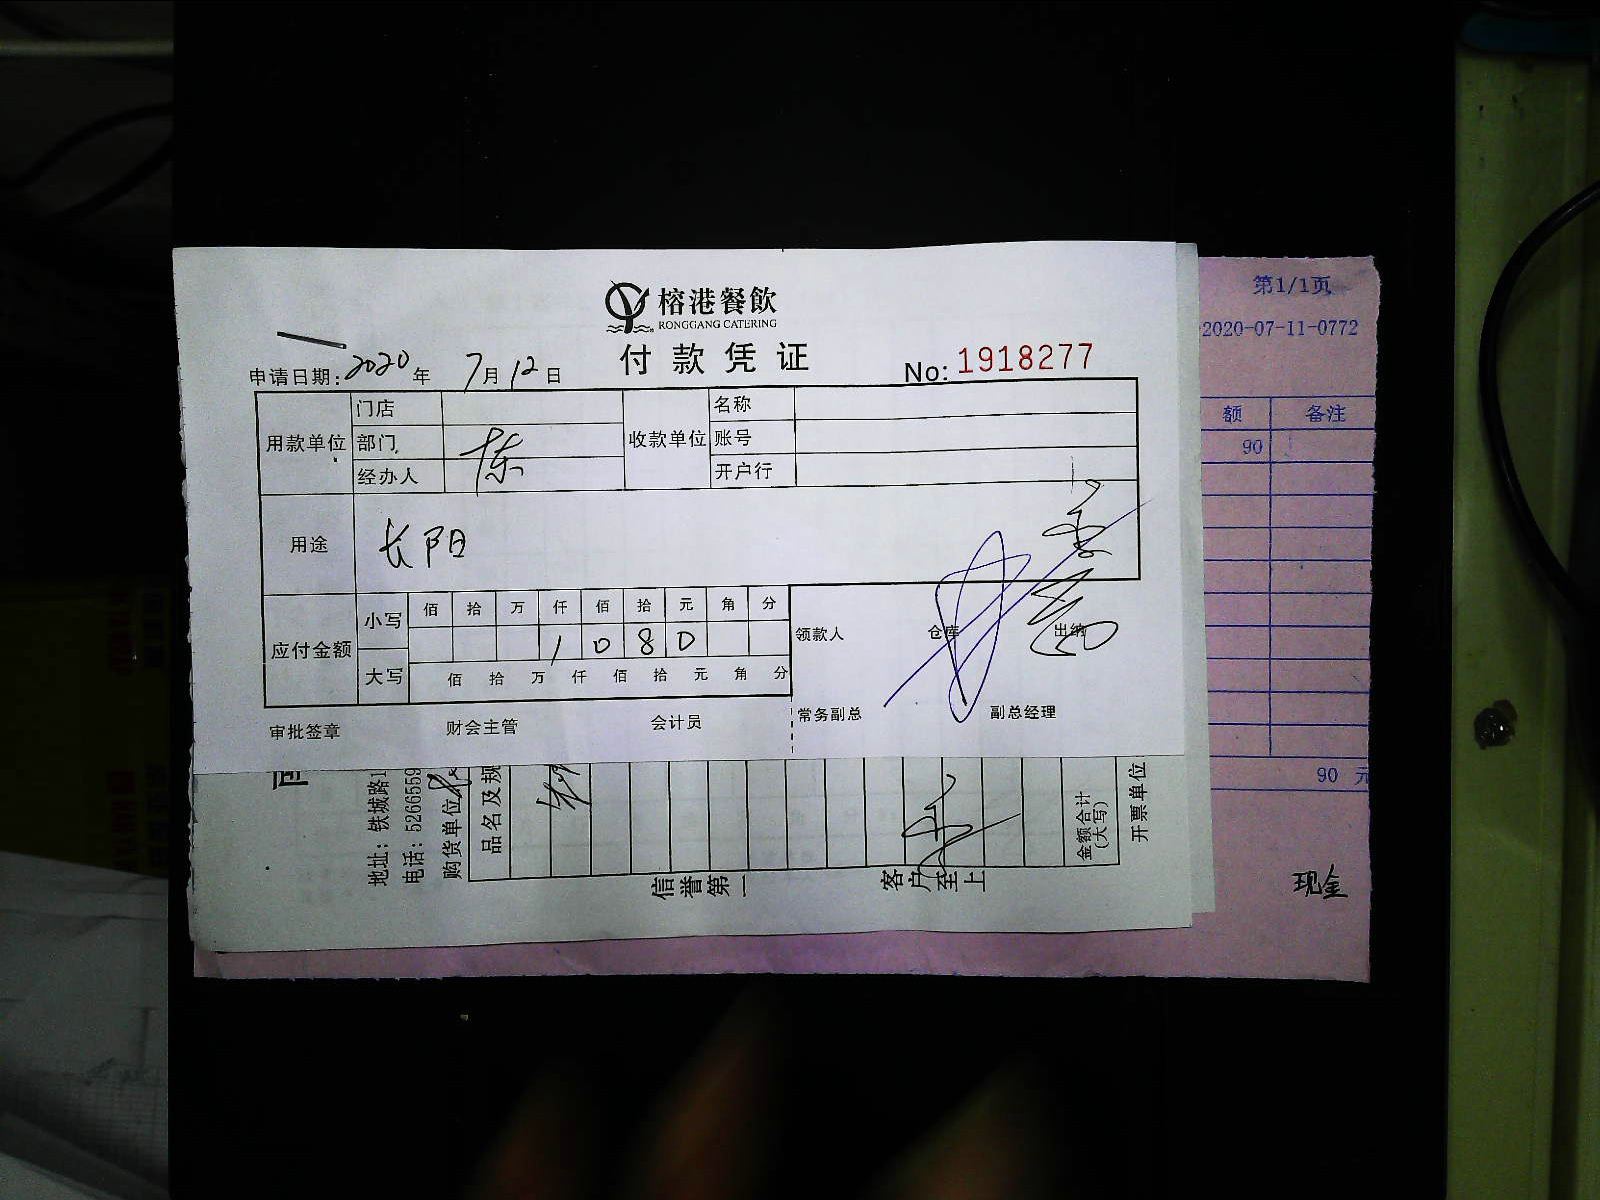 榕港餐飲
RONGGANG CATERING
付款凭证
No: 1918277
申请日期: 2020 年 7 月 12 日
用款单位 门店 收款单位 名称
部门 账号
经办人 开户行
用途 长阳
应付金额 小写 佰 拾 万 仟 佰 拾 元 角 分
1 0 8 0
大写 佰 拾 万 仟 佰 拾 元 角 分
领款人 仓库 出纳
审批签章 财会主管 会计员 常务副总 副总经理
第1/1页
2020-07-11-0772
额 备注
90
90 元
现金
地址: 铁城路1
电话: 5266559
购货单位
品名及规
金额合计
(大写)
开票单位
信誉第一
客户至上